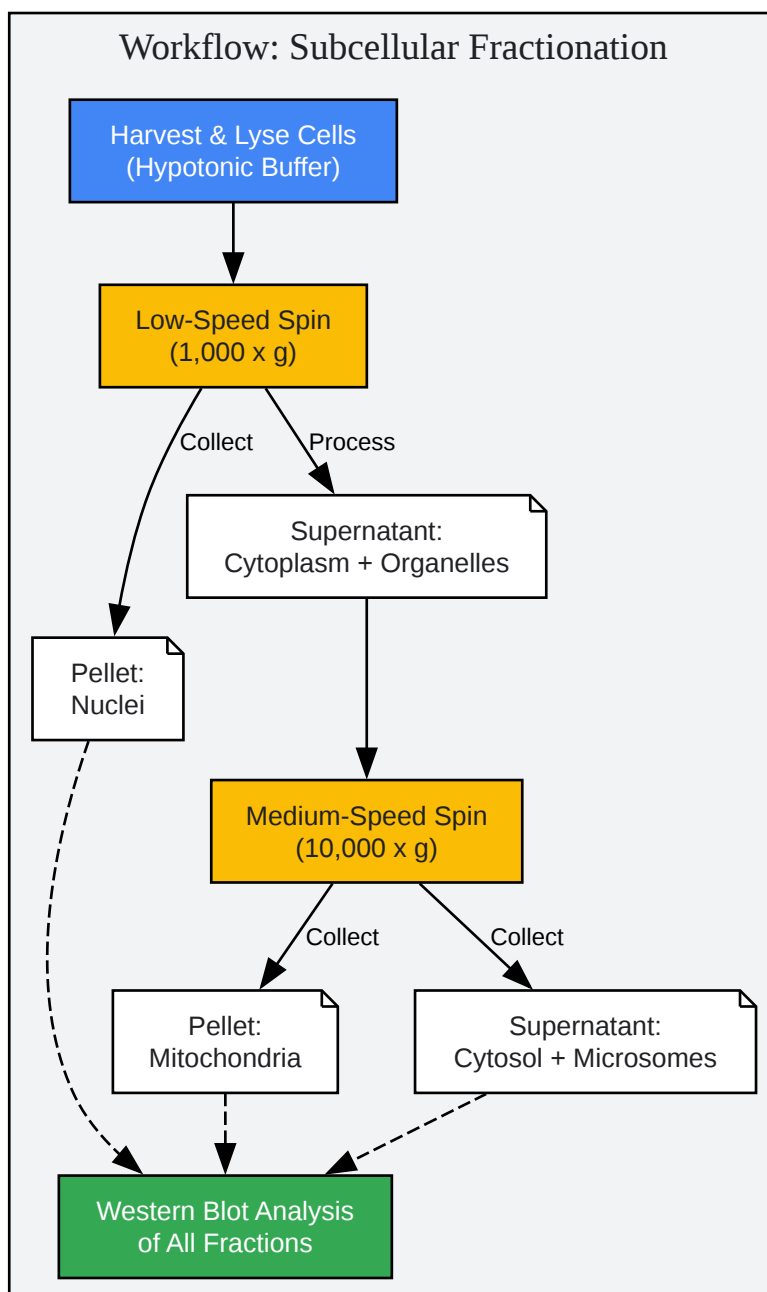 Workflow: Subcellular Fractionation
Harvest & Lyse Cells
(Hypotonic Buffer)
Low-Speed Spin
(1,000 x g)
Collect
Process
Supernatant:
Cytoplasm + Organelles
Pellet:
Nuclei
Medium-Speed Spin
(10,000 x g)
Collect
Collect
Pellet:
Mitochondria
Supernatant:
Cytosol + Microsomes
Western Blot Analysis
of All Fractions